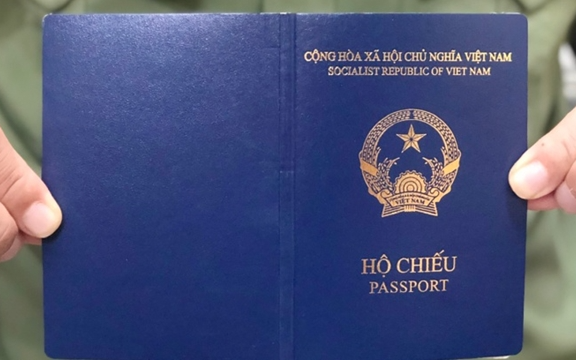 CỘNG HÒA XÃ HỘI CHỦ NGHĨA VIỆT NAM
SOCIALIST REPUBLIC OF VIET NAM
VIỆT NAM
HỘ CHIẾU
PASSPORT